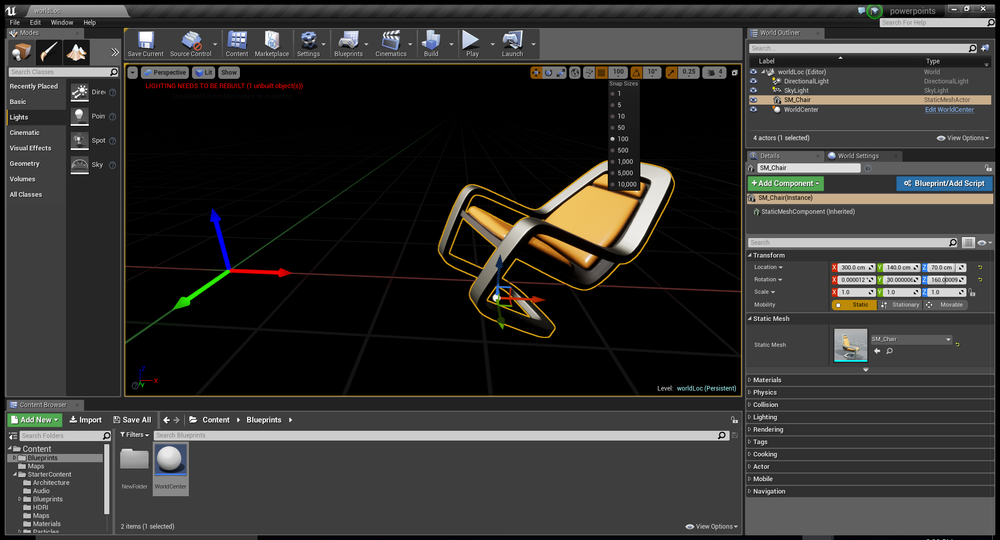 worldLoc
powerpoints
File Edit Window Help
Search For Help
Modes
Search Classes
Recently Placed
Basic
Lights
Cinematic
Visual Effects
Geometry
Volumes
All Classes
Direc
Poin
Spot
Sky
Save Current Source Control Content Marketplace Settings Blueprints Cinematics Build Play Launch
Perspective Lit Show
100 10° 0.25 4
LIGHTING NEEDS TO BE REBUILT (1 unbuilt object(s))
'DisableAllScreenMessages' to suppress
Snap Sizes
1
5
10
50
100
500
1,000
5,000
10,000
Z
X
Y
Level: worldLoc (Persistent)
World Outliner
Search...
Label Type
worldLoc (Editor) World
DirectionalLight DirectionalLight
SkyLight SkyLight
SM_Chair StaticMeshActor
WorldCenter Edit WorldCenter
4 actors (1 selected) View Options
Details World Settings
SM_Chair
+Add Component Blueprint/Add Script
SM_Chair(Instance)
StaticMeshComponent (Inherited)
Search
Transform
Location X 300.0 cm Y 140.0 cm Z 70.0 cm
Rotation X 0.000012 ° Y 30.000006 Z 160.00009
Scale X 1.0 Y 1.0 Z 1.0
Mobility Static Stationary Movable
Static Mesh
Static Mesh SM_Chair
Materials
Physics
Collision
Lighting
Rendering
Tags
Cooking
Actor
Mobile
Navigation
Content Browser
Add New Import Save All Content Blueprints
Search Folders
Filters Search Blueprints
Content
Blueprints
Maps
StarterContent
Architecture
Audio
Blueprints
HDRI
Maps
Materials
Particles
NewFolder WorldCenter
2 items (1 selected) View Options